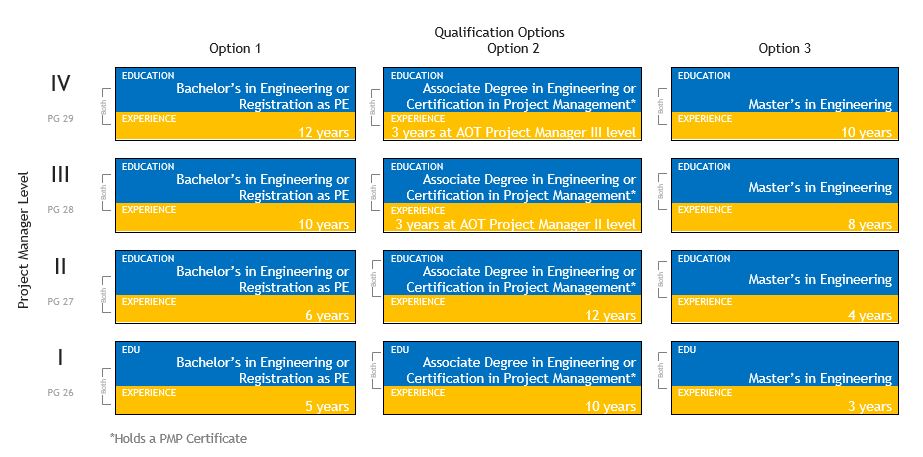 Qualification Options
Option 1
Option 2
Option 3
Project Manager Level
IV
PG 29
Both
EDUCATION
Bachelor's in Engineering or
Registration as PE
EXPERIENCE
12 years
Both
EDUCATION
Associate Degree in Engineering or
Certification in Project Management*
EXPERIENCE
3 years at AOT Project Manager III level
Both
EDUCATION
Master's in Engineering
EXPERIENCE
10 years
III
PG 28
Both
EDUCATION
Bachelor's in Engineering or
Registration as PE
EXPERIENCE
10 years
Both
EDUCATION
Associate Degree in Engineering or
Certification in Project Management*
EXPERIENCE
3 years at AOT Project Manager II level
Both
EDUCATION
Master's in Engineering
EXPERIENCE
8 years
II
PG 27
Both
EDUCATION
Bachelor's in Engineering or
Registration as PE
EXPERIENCE
6 years
Both
EDUCATION
Associate Degree in Engineering or
Certification in Project Management*
EXPERIENCE
12 years
Both
EDUCATION
Master's in Engineering
EXPERIENCE
4 years
I
PG 26
Both
EDU
Bachelor's in Engineering or
Registration as PE
EXPERIENCE
5 years
Both
EDU
Associate Degree in Engineering or
Certification in Project Management*
EXPERIENCE
10 years
Both
EDU
Master's in Engineering
EXPERIENCE
3 years
*Holds a PMP Certificate